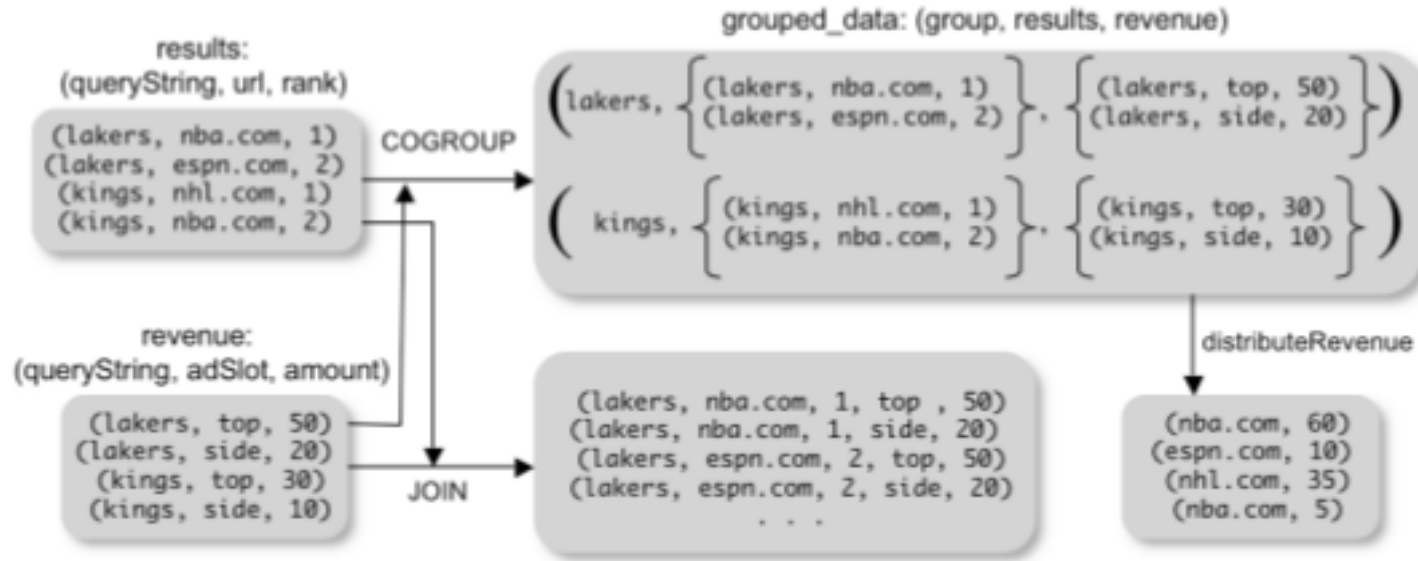 grouped_data: (group, results, revenue)
results:
(queryString, url, rank)
(lakers, nba.com, 1)
(lakers, espn.com, 2)
(kings, nhl.com, 1)
(kings, nba.com, 2)
COGROUP
(lakers, {(lakers, nba.com, 1)
(lakers, espn.com, 2)}, {(lakers, top, 50)
(lakers, side, 20)})
( kings, {(kings, nhl.com, 1)
(kings, nba.com, 2)}, {(kings, top, 30)
(kings, side, 10)})
revenue:
(queryString, adSlot, amount)
(lakers, top, 50)
(lakers, side, 20)
(kings, top, 30)
(kings, side, 10)
JOIN
(lakers, nba.com, 1, top , 50)
(lakers, nba.com, 1, side, 20)
(lakers, espn.com, 2, top, 50)
(lakers, espn.com, 2, side, 20)
. . .
distributeRevenue
(nba.com, 60)
(espn.com, 10)
(nhl.com, 35)
(nba.com, 5)